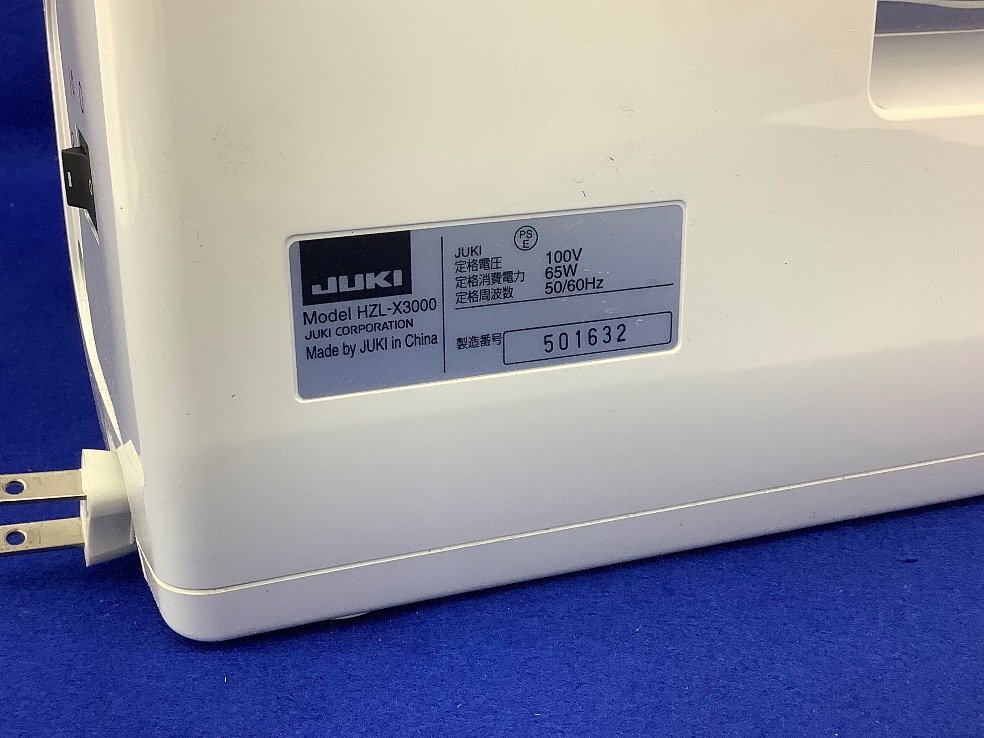 JUKI
Model HZL-X3000
JUKI CORPORATION
Made by JUKI in China
JUKI
PS
E
定格電圧 100V
定格消費電力 65W
定格周波数 50/60Hz
製造番号 501632